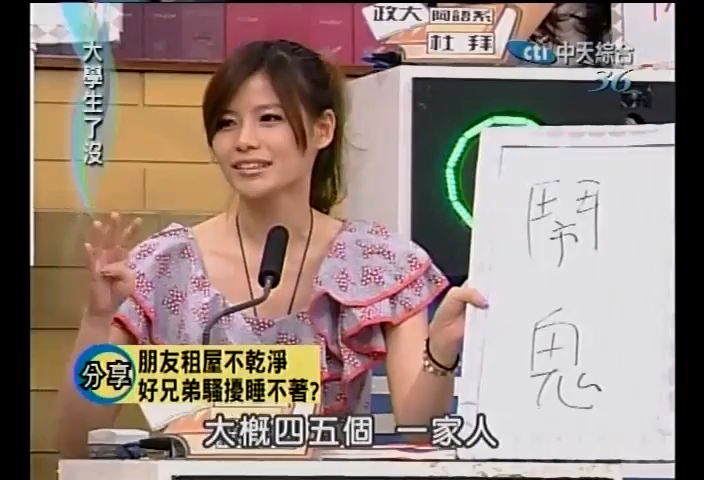 大學生了沒
政大 阿語系
杜拜
cti 中天綜合
36
鬧
鬼
分享
朋友租屋不乾淨
好兄弟騷擾睡不著?
大概四五個 一家人